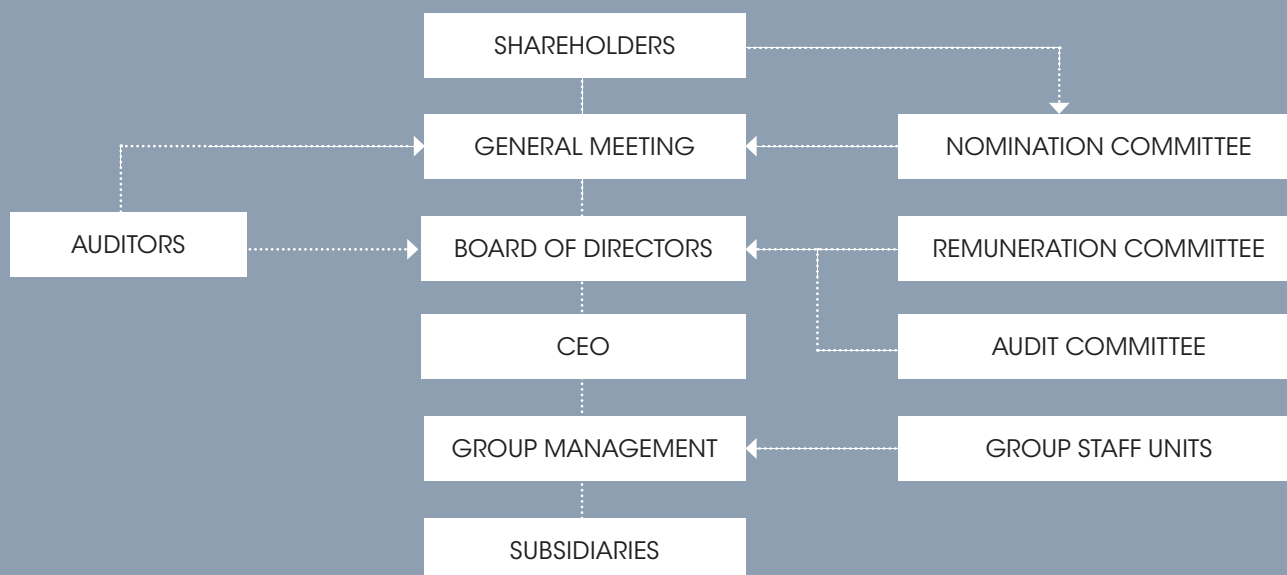 SHAREHOLDERS
GENERAL MEETING
NOMINATION COMMITTEE
AUDITORS
BOARD OF DIRECTORS
REMUNERATION COMMITTEE
CEO
AUDIT COMMITTEE
GROUP MANAGEMENT
GROUP STAFF UNITS
SUBSIDIARIES